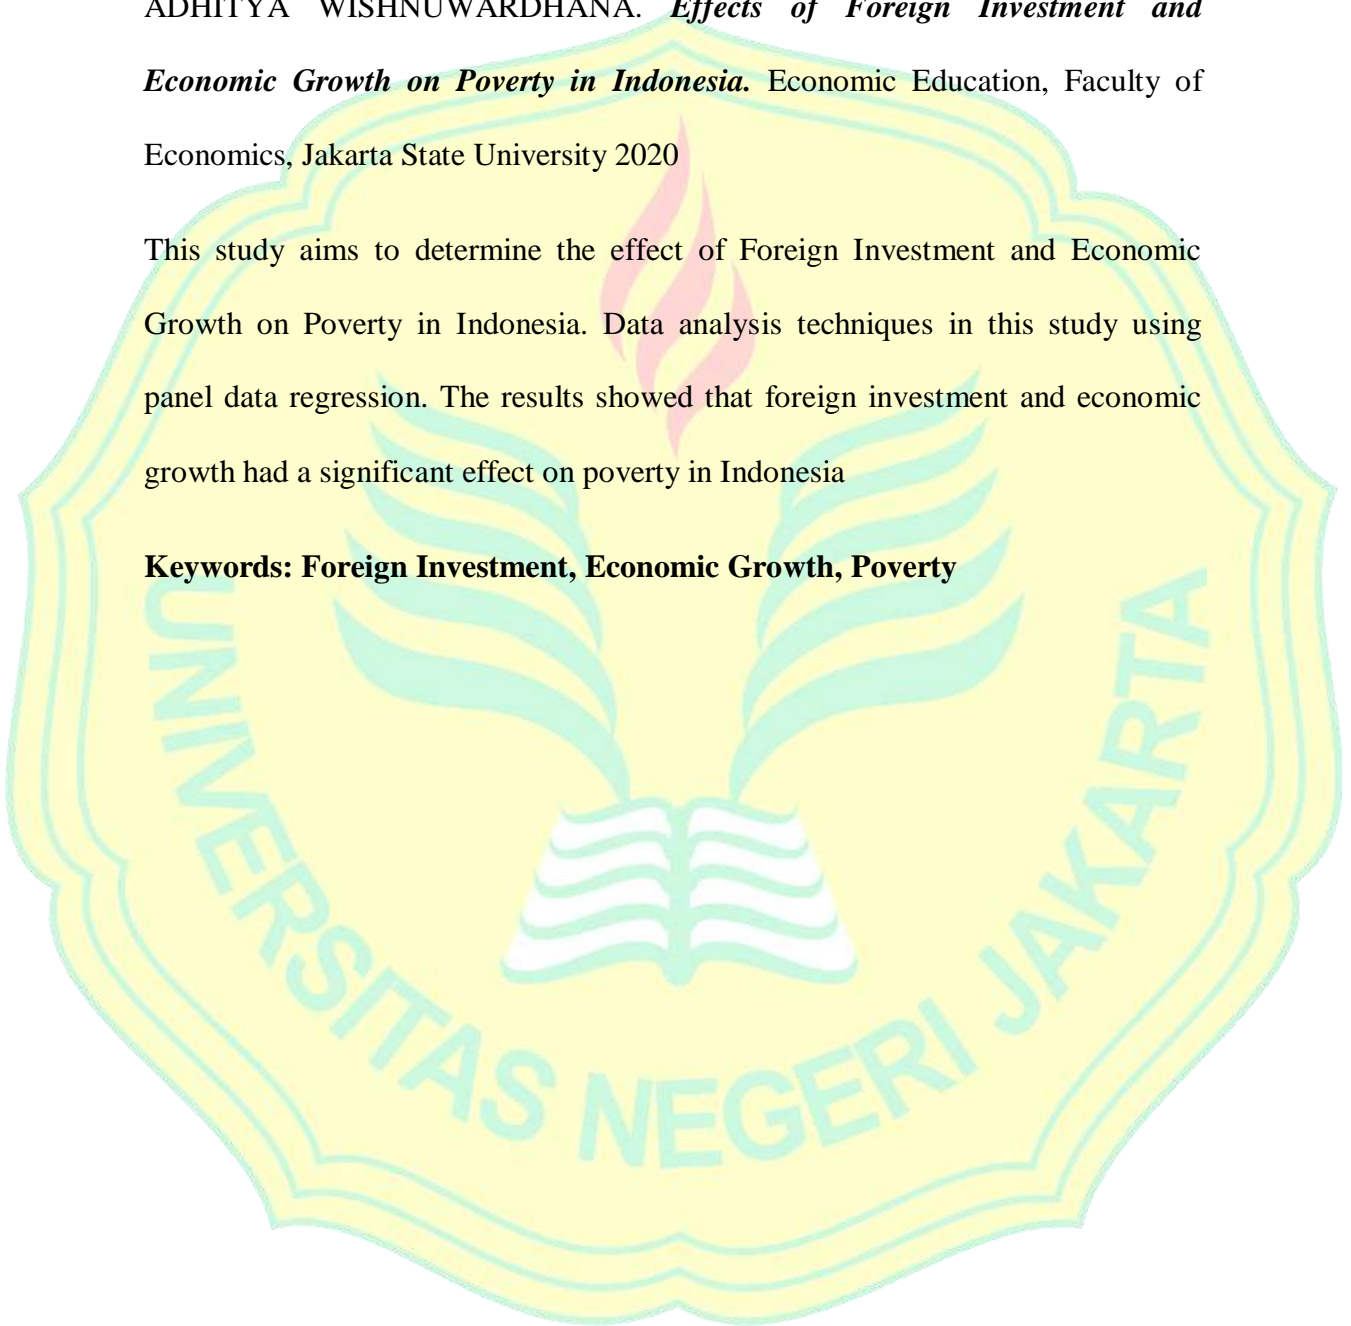 ADHITYA WISHNUWARDHANA. Effects of Foreign Investment and
Economic Growth on Poverty in Indonesia. Economic Education, Faculty of
Economics, Jakarta State University 2020
This study aims to determine the effect of Foreign Investment and Economic
Growth on Poverty in Indonesia. Data analysis techniques in this study using
panel data regression. The results showed that foreign investment and economic
growth had a significant effect on poverty in Indonesia
Keywords: Foreign Investment, Economic Growth, Poverty
UNIVERSITAS NEGERI JAKARTA